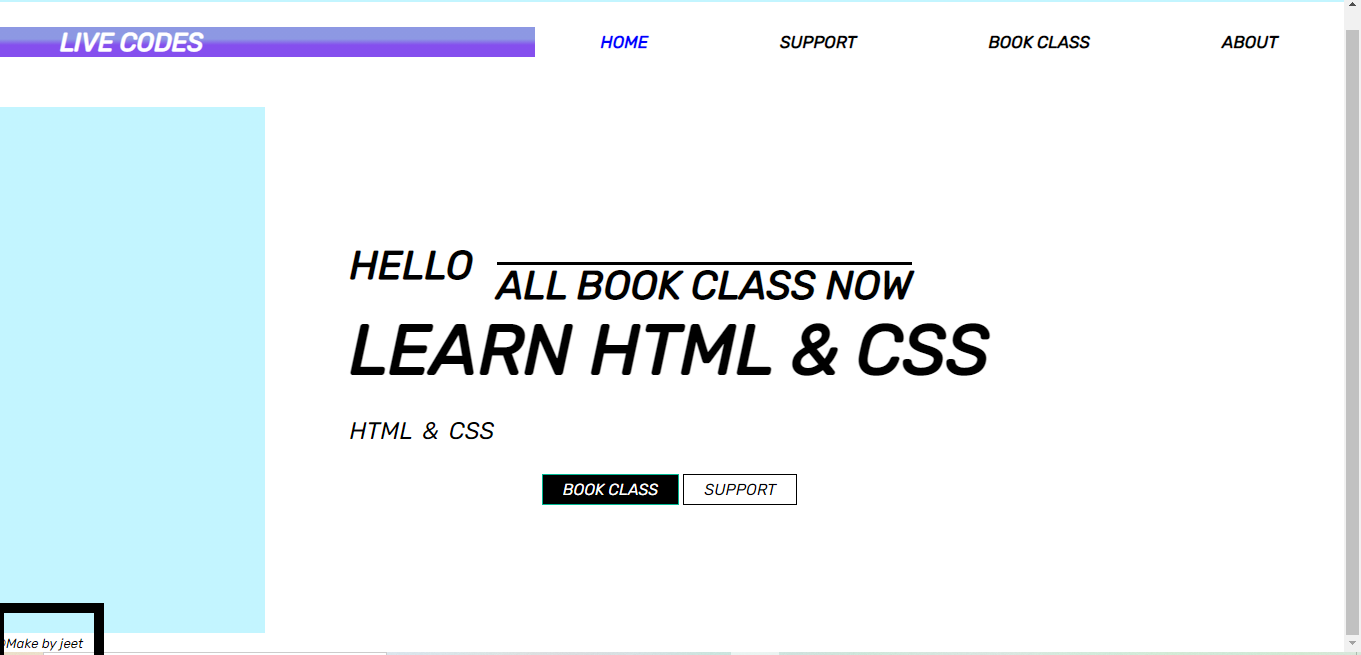 LIVE CODES
HOME SUPPORT BOOK CLASS ABOUT
HELLO ALL BOOK CLASS NOW
LEARN HTML & CSS
HTML & CSS
BOOK CLASS SUPPORT
©Make by jeet